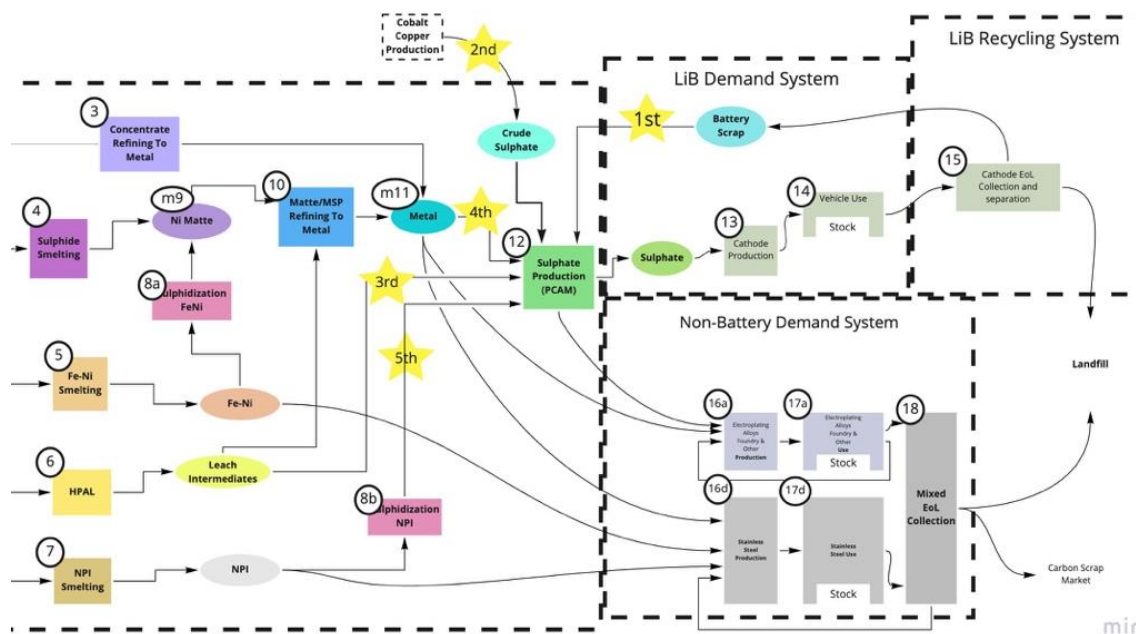 Cobalt
Copper
Production
2nd
LiB Recycling System
LiB Demand System
3
Concentrate
Refining To
Metal
Crude
Sulphate
1st
Battery
Scrap
15
Cathode EoL
Collection and
separation
4
Sulphide
Smelting
m9
Ni Matte
10
Matte/MSP
Refining To
Metal
m11
Metal
4th
12
Sulphate
Production
(PCAM)
Sulphate
13
Cathode
Production
14
Vehicle Use
Stock
8a
ulphidization
FeNi
3rd
5th
Non-Battery Demand System
Landfill
5
Fe-Ni
Smelting
Fe-Ni
6
HPAL
Leach
Intermediates
8b
ulphidization
NPI
7
NPI
Smelting
NPI
16a
Electroplating
Alloys
Foundry &
Other
Production
17a
Electroplating
Alloys
Foundry &
Other
Use
Stock
18
Mixed
EoL
Collection
16d
Stainless
Steel
Production
17d
Stainless
Steel Use
Stock
Carbon Scrap
Market